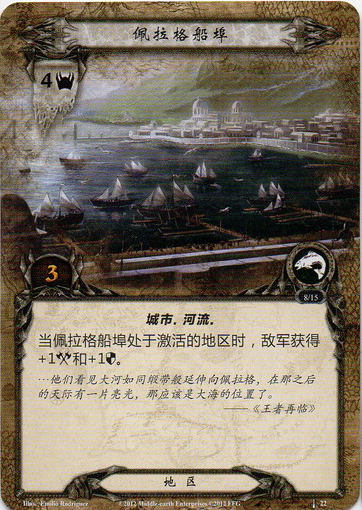 佩拉格船埠
4
3
8/15
城市. 河流.
当佩拉格船埠处于激活的地区时，敌军获得
+1和+1。
…他们看见大河如同缎带般延伸向佩拉格，在那之后
的天际有一片亮光，那应该是大海的位置了。
——《王者再临》
地 区
Illus. Emilio Rodriguez ©2012 Middle-earth Enterprises ©2012 FFG 22